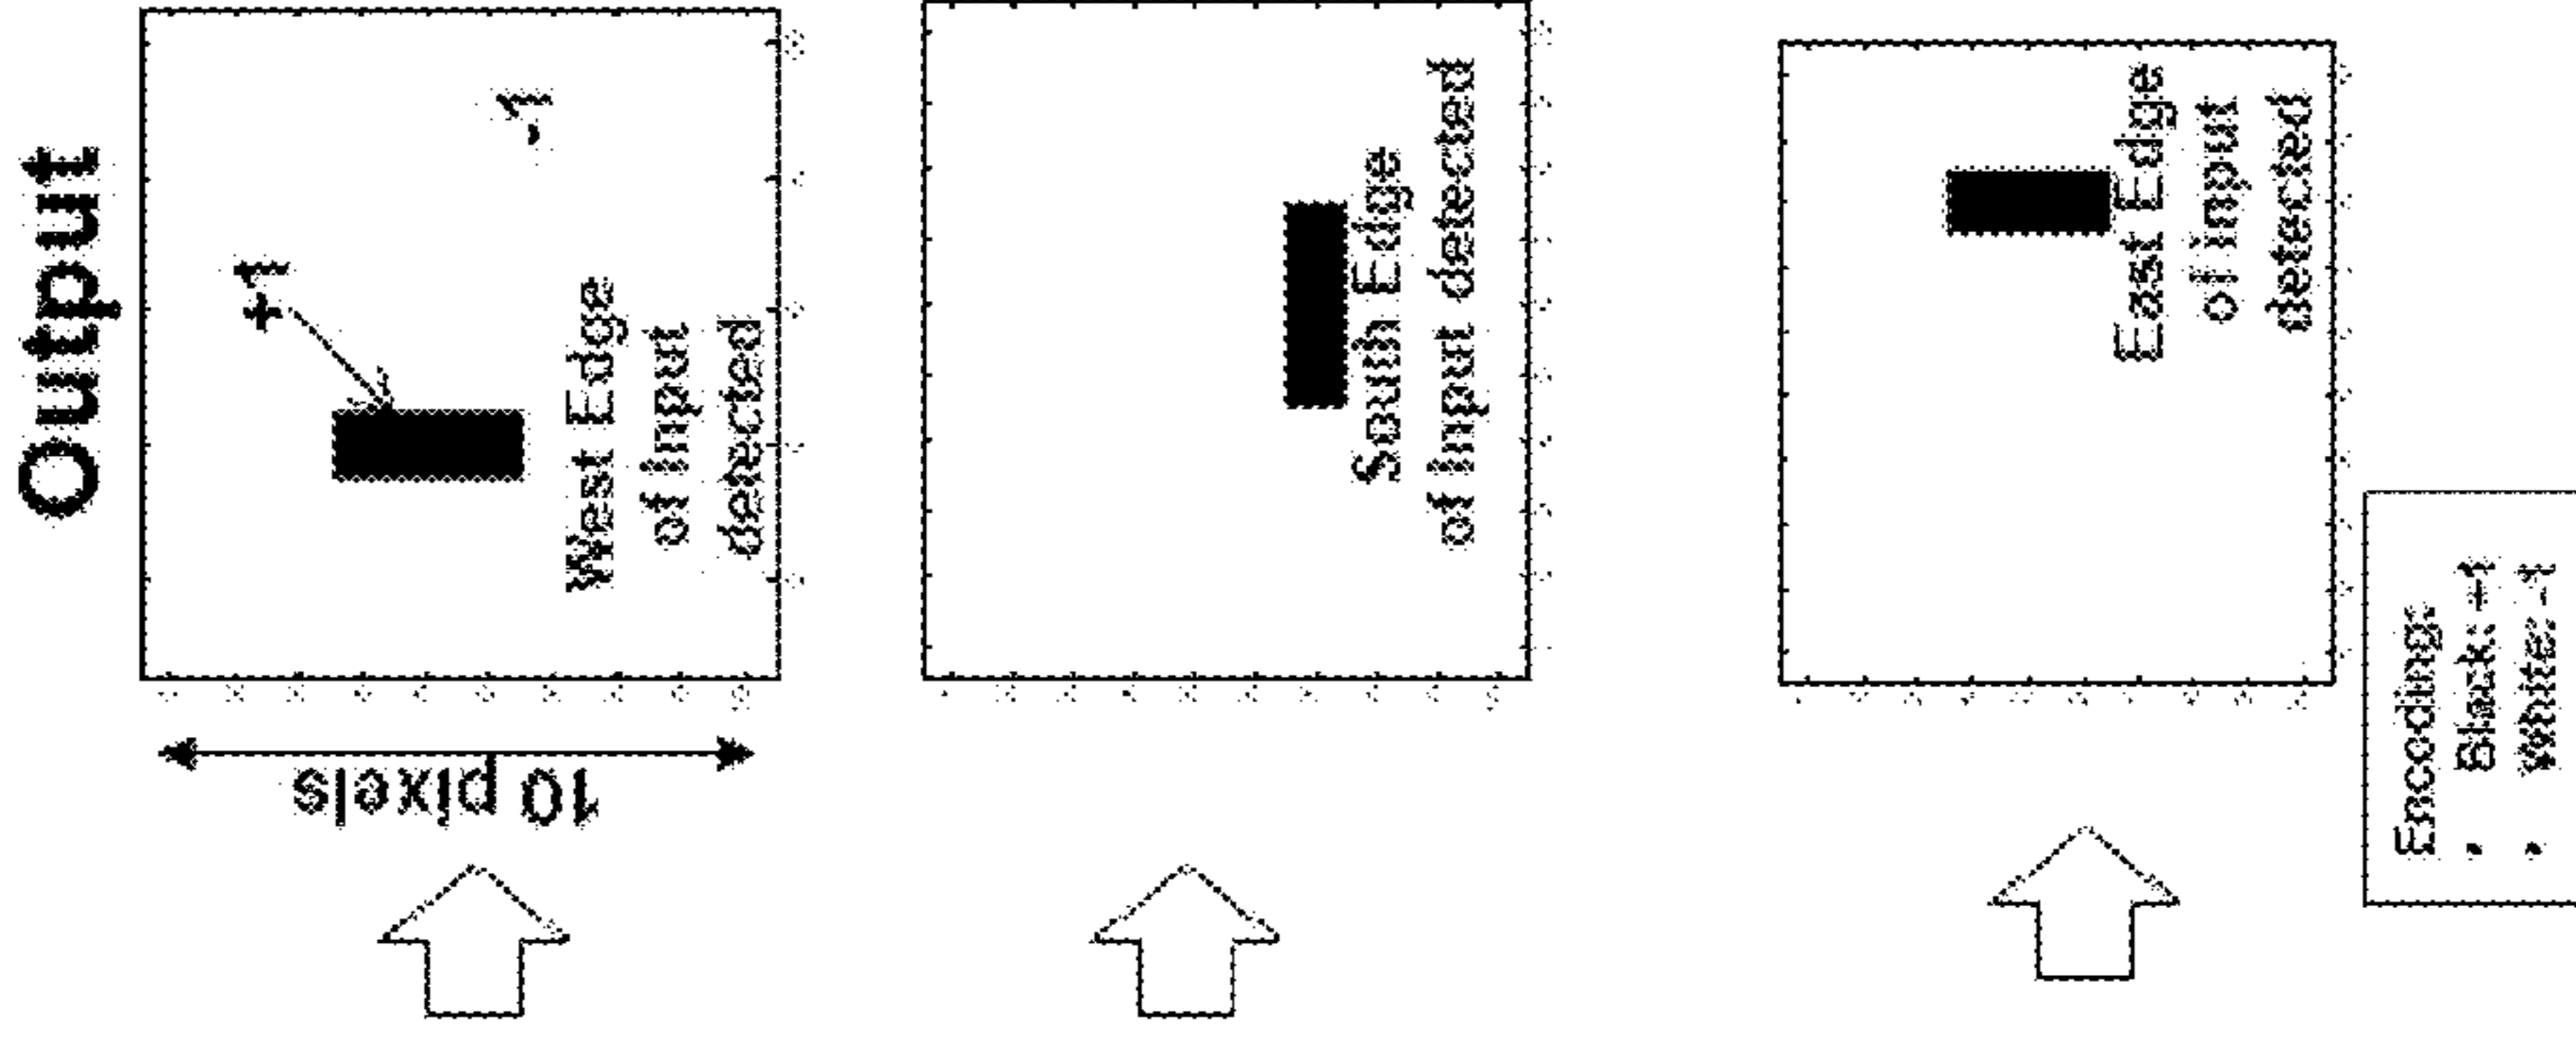 Output
+1
-1
West Edge
of Input
detected
10 pixels
South Edge
of Input detected
East Edge
of input
detected
Encoding:
• Black: +1
• White: -1